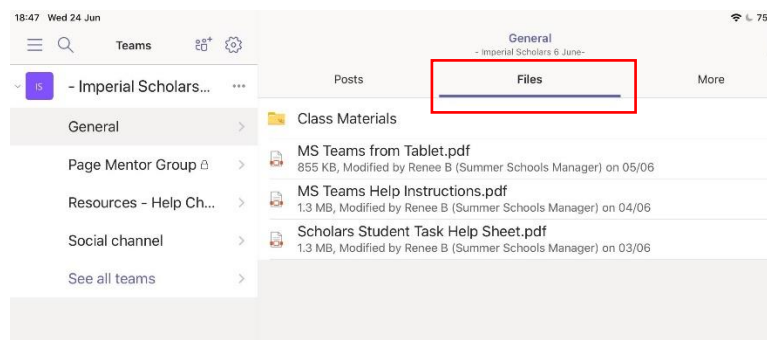 18:47 Wed 24 Jun
75
Teams
General
- Imperial Scholars 6 June-
IS
- Imperial Scholars...
General
Page Mentor Group
Resources - Help Ch...
Social channel
See all teams
Posts
Files
More
Class Materials
MS Teams from Tablet.pdf
855 KB, Modified by Renee B (Summer Schools Manager) on 05/06
MS Teams Help Instructions.pdf
1.3 MB, Modified by Renee B (Summer Schools Manager) on 04/06
Scholars Student Task Help Sheet.pdf
1.3 MB, Modified by Renee B (Summer Schools Manager) on 03/06